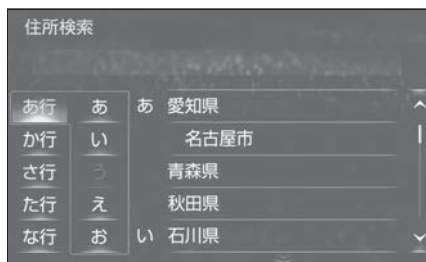 住所検索
あ行 あ あ 愛知県
か行 い 名古屋市
さ行 う 青森県
た行 え 秋田県
な行 お い 石川県